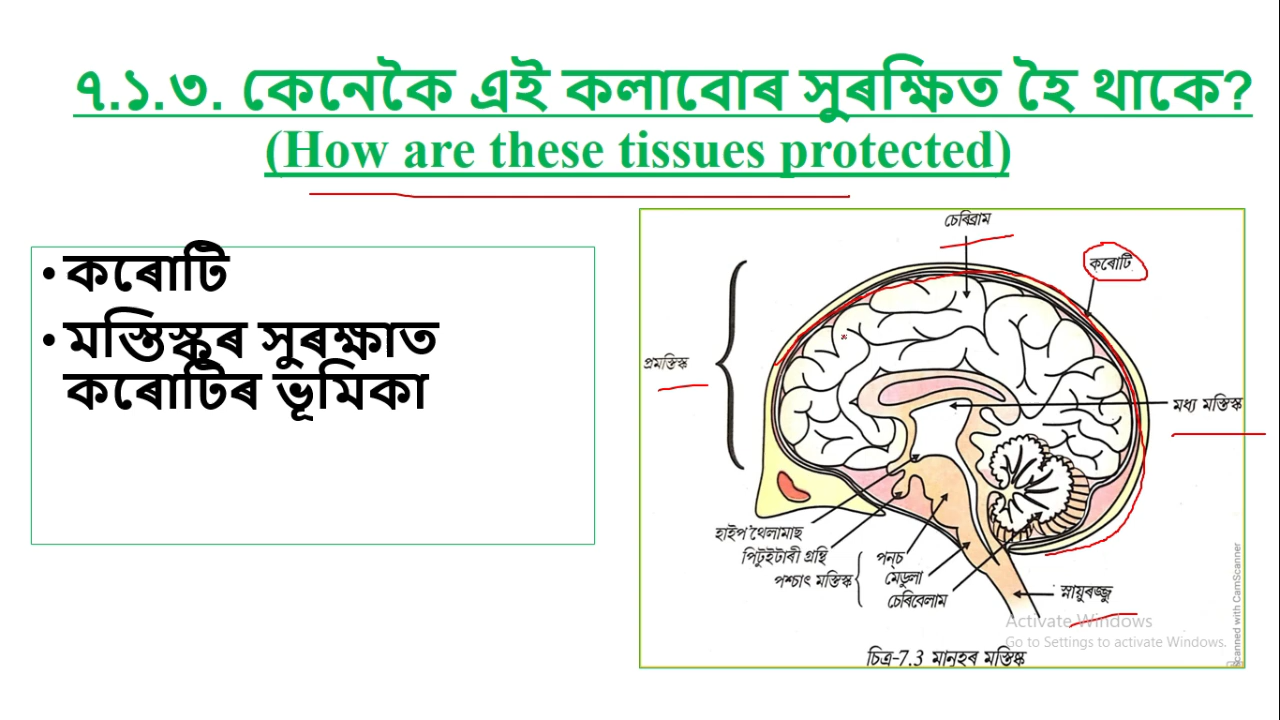 ৭.১.৩. কেনেকৈ এই কলাবোৰ সুৰক্ষিত হৈ থাকে?
(How are these tissues protected)
• কৰোটি
• মস্তিস্কৰ সুৰক্ষাত
কৰোটিৰ ভূমিকা
চেৰিব্ৰাম
কৰোটি
প্ৰমস্তিস্ক
মধ্য মস্তিস্ক
হাইপ'থৈলামাছ
পিটুইটাৰী গ্ৰন্থি
পশ্চাৎ মস্তিস্ক
পন্‌চ
মেডুলা
চেৰিবেলাম
স্নায়ুৰজ্জু
চিত্ৰ-7.3 মানুহৰ মস্তিষ্ক
Activate Windows
Go to Settings to activate Windows.
Scanned with CamScanner